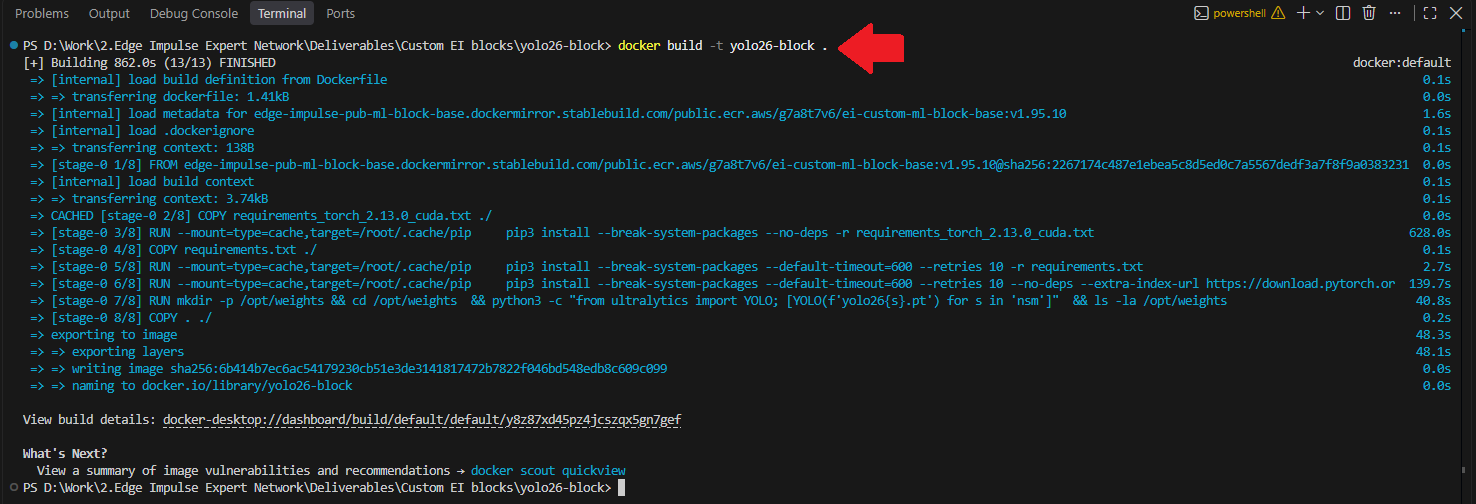 Problems Output Debug Console Terminal Ports powershell
PS D:\Work\2.Edge Impulse Expert Network\Deliverables\Custom EI blocks\yolo26-block> docker build -t yolo26-block .
[+] Building 862.0s (13/13) FINISHED docker:default
=> [internal] load build definition from Dockerfile 0.1s
=> => transferring dockerfile: 1.41kB 0.0s
=> [internal] load metadata for edge-impulse-pub-ml-block-base.dockermirror.stablebuild.com/public.ecr.aws/g7a8t7v6/ei-custom-ml-block-base:v1.95.10 1.6s
=> [internal] load .dockerignore 0.1s
=> => transferring context: 138B 0.1s
=> [stage-0 1/8] FROM edge-impulse-pub-ml-block-base.dockermirror.stablebuild.com/public.ecr.aws/g7a8t7v6/ei-custom-ml-block-base:v1.95.10@sha256:2267174c487e1ebea5c8d5ed0c7a5567dedf3a7f8f9a0383231 0.0s
=> [internal] load build context 0.1s
=> => transferring context: 3.74kB 0.1s
=> CACHED [stage-0 2/8] COPY requirements_torch_2.13.0_cuda.txt ./ 0.0s
=> [stage-0 3/8] RUN --mount=type=cache,target=/root/.cache/pip     pip3 install --break-system-packages --no-deps -r requirements_torch_2.13.0_cuda.txt 628.0s
=> [stage-0 4/8] COPY requirements.txt ./ 0.1s
=> [stage-0 5/8] RUN --mount=type=cache,target=/root/.cache/pip     pip3 install --break-system-packages --default-timeout=600 --retries 10 -r requirements.txt 2.7s
=> [stage-0 6/8] RUN --mount=type=cache,target=/root/.cache/pip     pip3 install --break-system-packages --default-timeout=600 --retries 10 --no-deps --extra-index-url https://download.pytorch.or 139.7s
=> [stage-0 7/8] RUN mkdir -p /opt/weights && cd /opt/weights  && python3 -c "from ultralytics import YOLO; [YOLO(f'yolo26{s}.pt') for s in 'nsm']"  && ls -la /opt/weights 40.8s
=> [stage-0 8/8] COPY . ./ 0.2s
=> exporting to image 48.3s
=> => exporting layers 48.1s
=> => writing image sha256:6b414b7ec6ac54179230cb51e3de3141817472b7822f046bd548edb8c609c099 0.0s
=> => naming to docker.io/library/yolo26-block 0.0s
View build details: docker-desktop://dashboard/build/default/default/y8z87xd45pz4jcszqx5gn7gef
What's Next?
View a summary of image vulnerabilities and recommendations → docker scout quickview
PS D:\Work\2.Edge Impulse Expert Network\Deliverables\Custom EI blocks\yolo26-block>